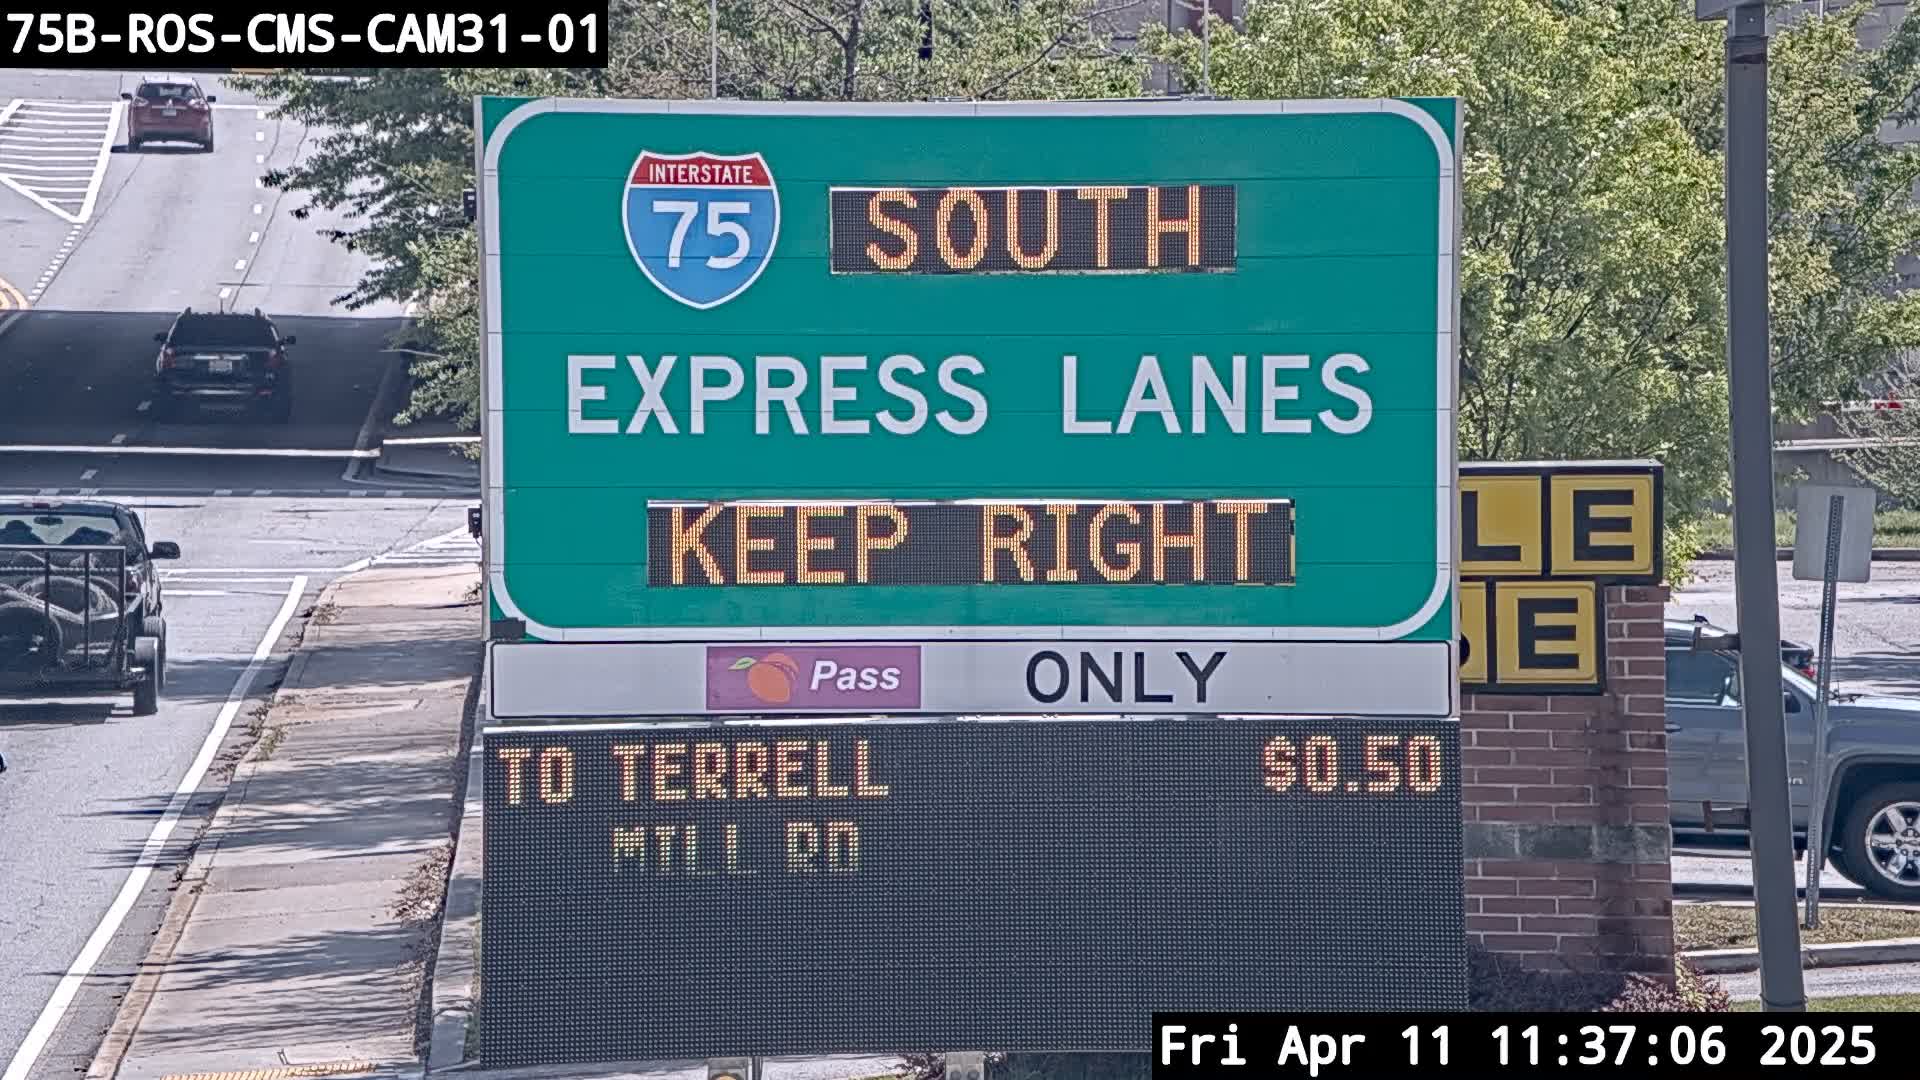 75B-ROS-CMS-CAM31-01
INTERSTATE
75
SOUTH
EXPRESS LANES
KEEP RIGHT
LE
E
Pass ONLY
TO TERRELL $0.50
MILL RD
Fri Apr 11 11:37:06 2025